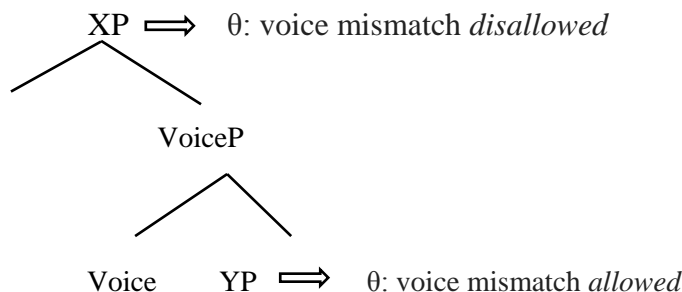 XP ⇒ θ: voice mismatch disallowed
VoiceP
Voice YP ⇒ θ: voice mismatch allowed